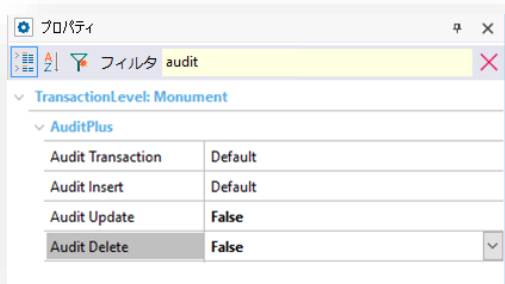 プロパティ
フィルタ audit
TransactionLevel: Monument
AuditPlus
Audit Transaction Default
Audit Insert Default
Audit Update False
Audit Delete False